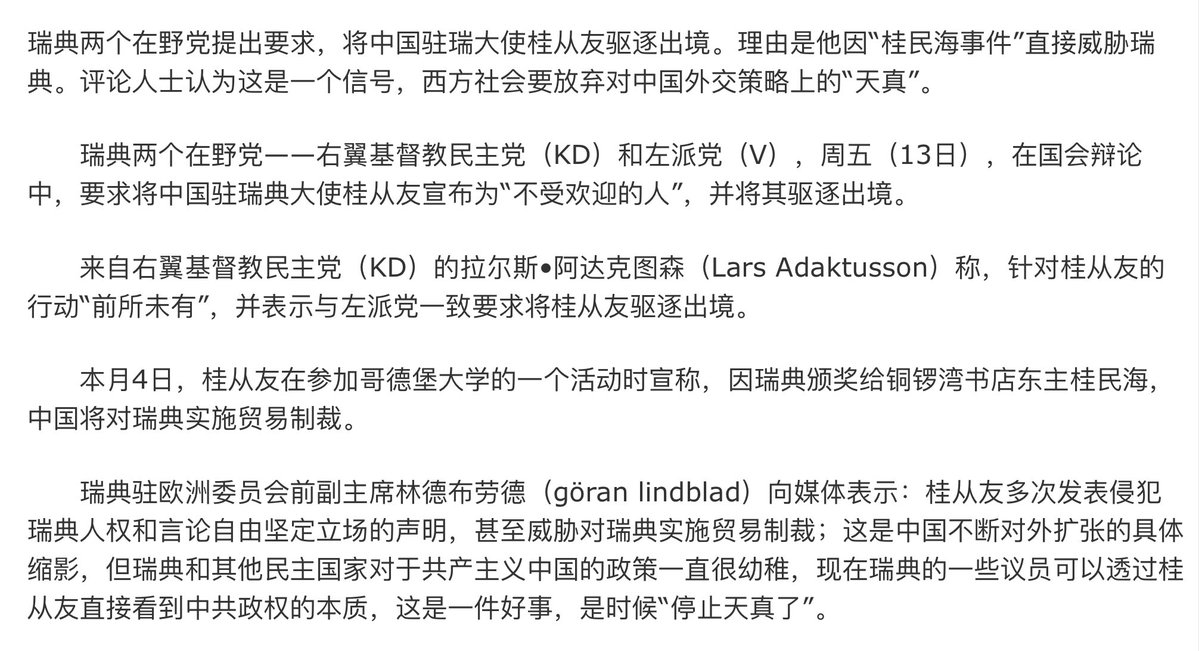 瑞典两个在野党提出要求，将中国驻瑞大使桂从友驱逐出境。理由是他因“桂民海事件”直接威胁瑞
典。评论人士认为这是一个信号，西方社会要放弃对中国外交策略上的“天真”。
瑞典两个在野党——右翼基督教民主党（KD）和左派党（V），周五（13日），在国会辩论
中，要求将中国驻瑞典大使桂从友宣布为“不受欢迎的人”，并将其驱逐出境。
来自右翼基督教民主党（KD）的拉尔斯•阿达克图森（Lars Adaktusson）称，针对桂从友的
行动“前所未有”，并表示与左派党一致要求将桂从友驱逐出境。
本月4日，桂从友在参加哥德堡大学的一个活动时宣称，因瑞典颁奖给铜锣湾书店东主桂民海，
中国将对瑞典实施贸易制裁。
瑞典驻欧洲委员会前副主席林德布劳德（göran lindblad）向媒体表示：桂从友多次发表侵犯
瑞典人权和言论自由坚定立场的声明，甚至威胁对瑞典实施贸易制裁；这是中国不断对外扩张的具体
缩影，但瑞典和其他民主国家对于共产主义中国的政策一直很幼稚，现在瑞典的一些议员可以透过桂
从友直接看到中共政权的本质，这是一件好事，是时候“停止天真了”。